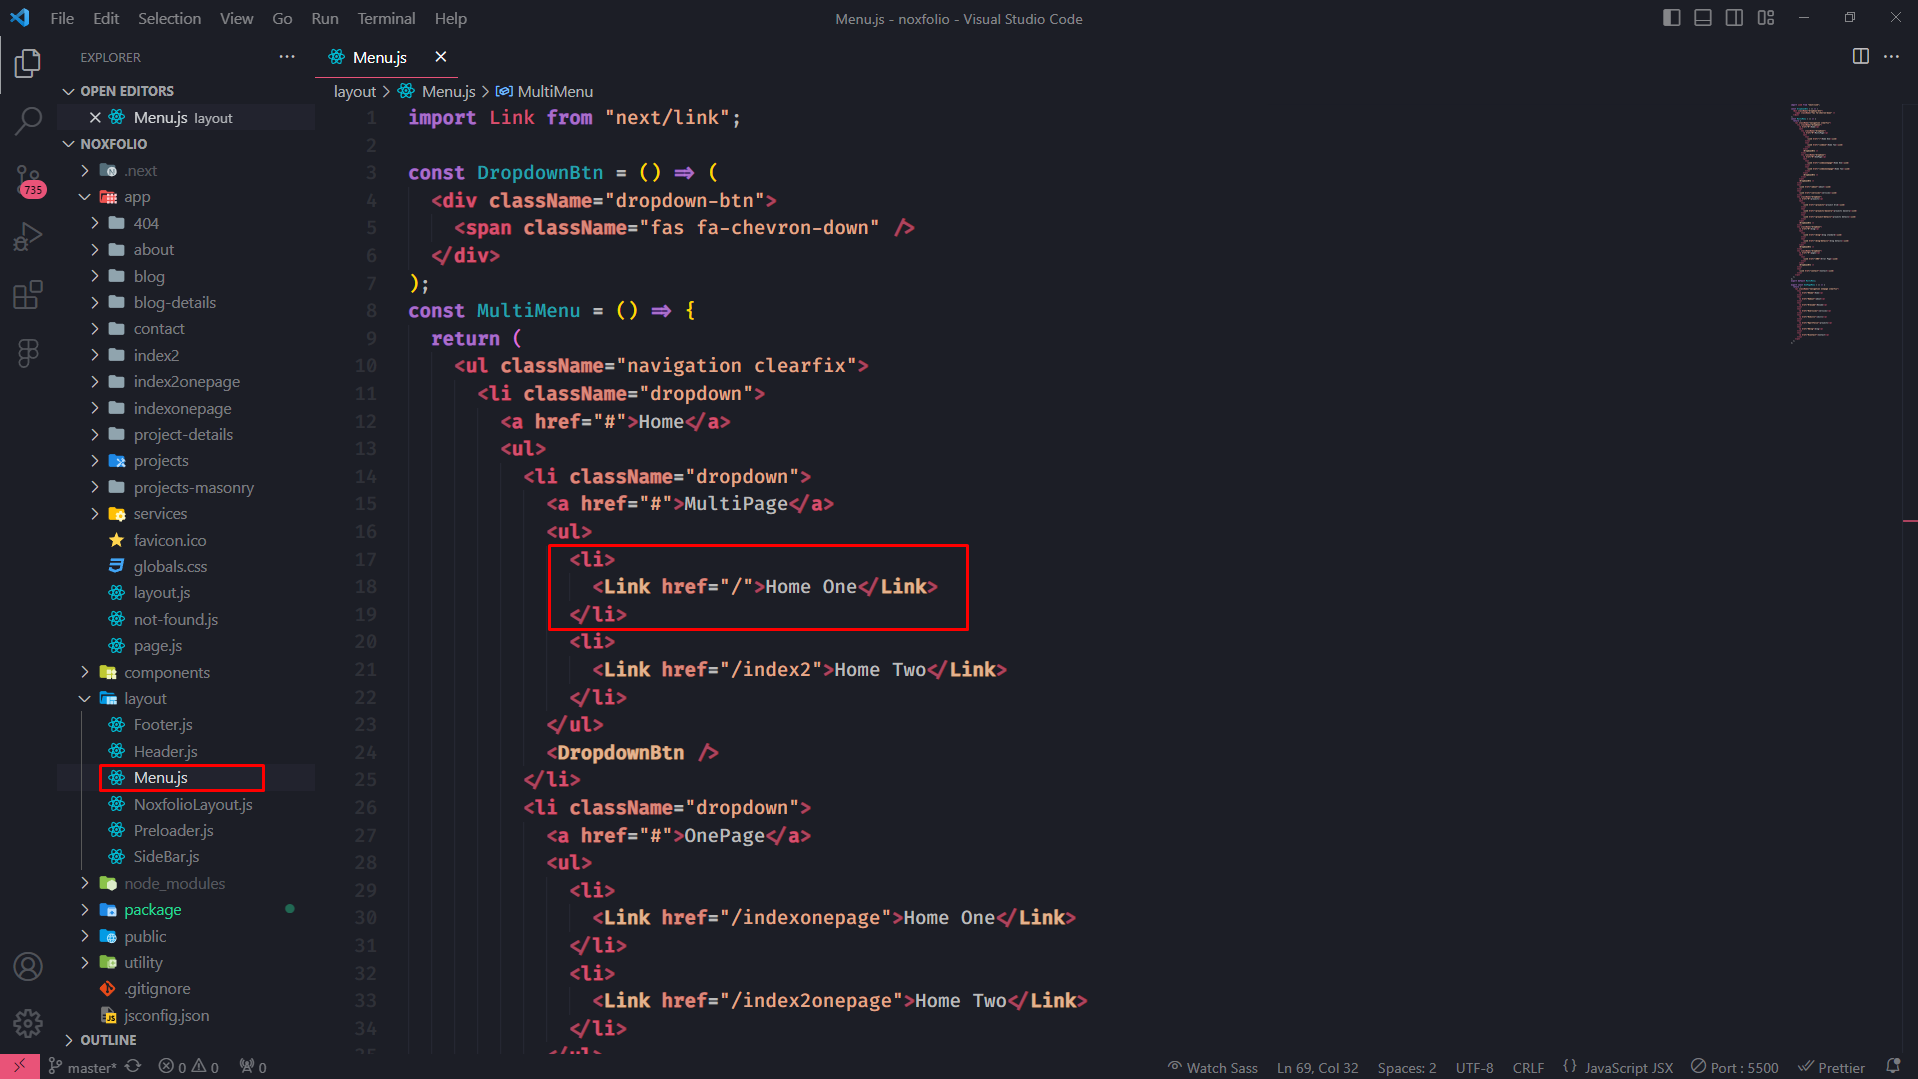 File Edit Selection View Go Run Terminal Help
Menu.js - noxfolio - Visual Studio Code
EXPLORER
OPEN EDITORS
Menu.js layout
NOXFOLIO
.next
app
404
about
blog
blog-details
contact
index2
index2onepage
indexonepage
project-details
projects
projects-masonry
services
favicon.ico
globals.css
layout.js
not-found.js
page.js
components
layout
Footer.js
Header.js
Menu.js
NoxfolioLayout.js
Preloader.js
SideBar.js
node_modules
package
public
utility
.gitignore
jsconfig.json
OUTLINE
735
Menu.js
layout > Menu.js > MultiMenu
1 import Link from "next/link";
2
3 const DropdownBtn = () => (
4 <div className="dropdown-btn">
5 <span className="fas fa-chevron-down" />
6 </div>
7 );
8 const MultiMenu = () => {
9 return (
10 <ul className="navigation clearfix">
11 <li className="dropdown">
12 <a href="#">Home</a>
13 <ul>
14 <li className="dropdown">
15 <a href="#">MultiPage</a>
16 <ul>
17 <li>
18 <Link href="/">Home One</Link>
19 </li>
20 <li>
21 <Link href="/index2">Home Two</Link>
22 </li>
23 </ul>
24 <DropdownBtn />
25 </li>
26 <li className="dropdown">
27 <a href="#">OnePage</a>
28 <ul>
29 <li>
30 <Link href="/indexonepage">Home One</Link>
31 </li>
32 <li>
33 <Link href="/index2onepage">Home Two</Link>
34 </li>
35 </ul>
master* 0 0 0
Watch Sass Ln 69, Col 32 Spaces: 2 UTF-8 CRLF {} JavaScript JSX Port : 5500 Prettier